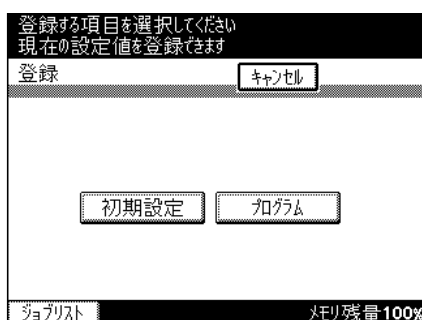 登録する項目を選択してください
現在の設定値を登録できます
登録
キャンセル
初期設定
プログラム
ジョブリスト
メモリ残量100%